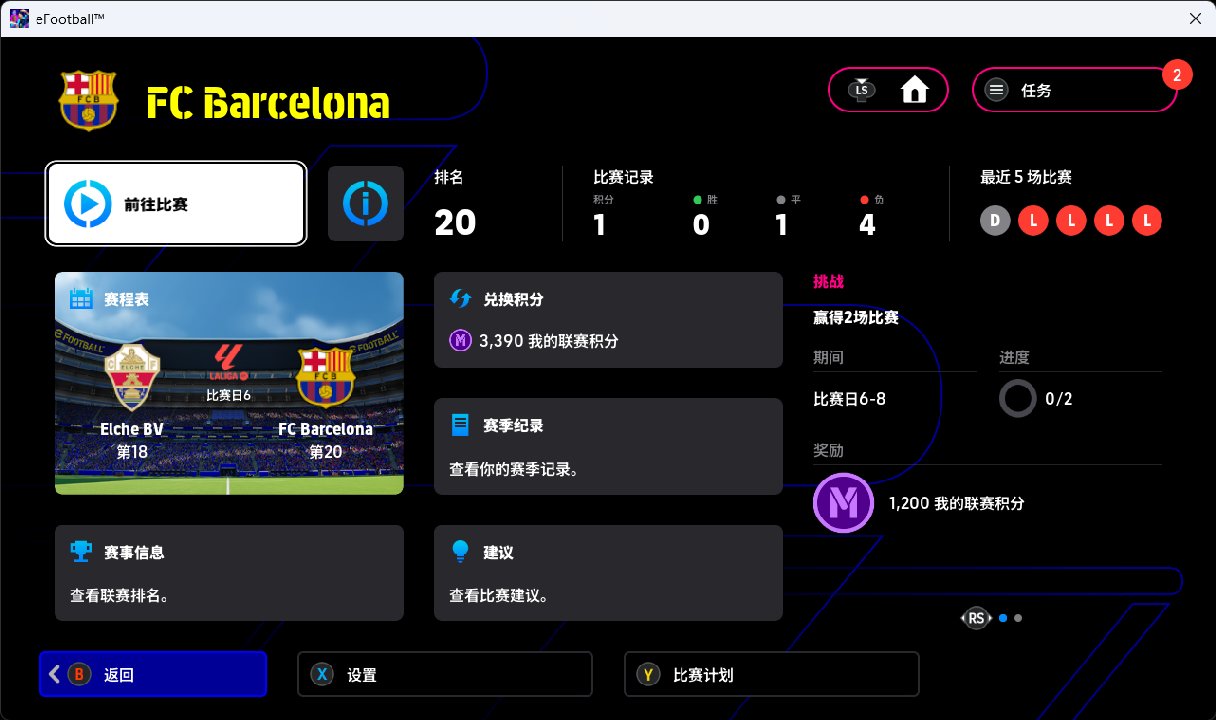 eFootball™
FC Barcelona
LS
任务
2
前往比赛
排名
20
比赛记录
积分
1
胜
0
平
1
负
4
最近 5 场比赛
D L L L L
赛程表
EFOOTBALL
EFOOTBALL
ELCHE
LALIGA
FCB
比赛日6
Elche BV
FC Barcelona
第18
第20
兑换积分
M
3,390 我的联赛积分
赛季纪录
查看你的赛季记录。
挑战
赢得2场比赛
期间
进度
比赛日6-8
0/2
奖励
M
1,200 我的联赛积分
赛事信息
查看联赛排名。
建议
查看比赛建议。
RS
B 返回
X 设置
Y 比赛计划